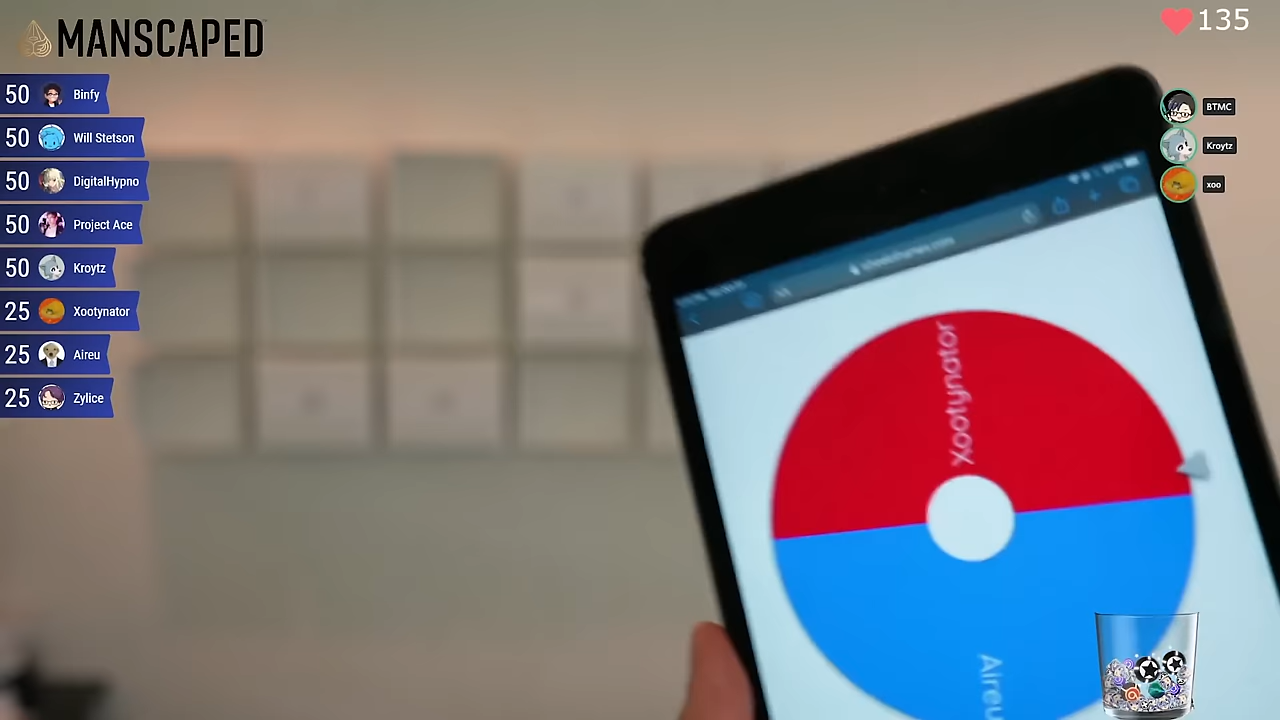 MANSCAPED
135
50 Binfy
50 Will Stetson
50 DigitalHypno
50 Project Ace
50 Kroytz
25 Xootynator
25 Aireu
25 Zylice
BTMC
Kroytz
xoo
Xootynator
Aireu